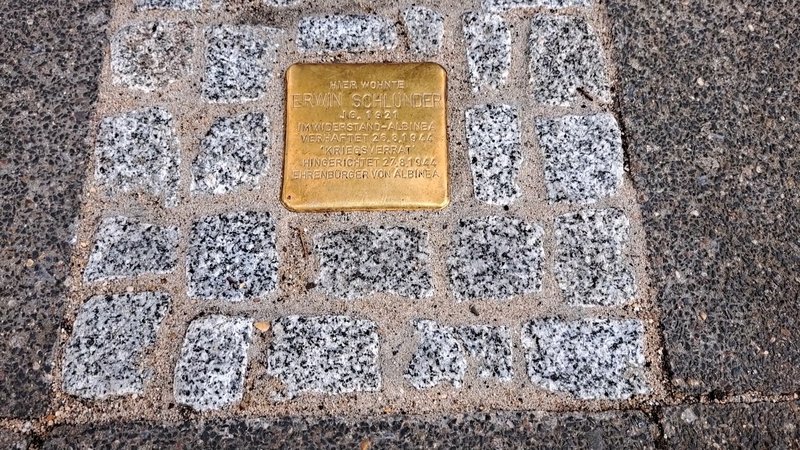 HIER WOHNTE
ERWIN SCHLÜNDER
JG. 1921
IM WIDERSTAND-ALBINEA
VERHAFTET 26.8.1944
"KRIEGSVERRAT"
HINGERICHTET 27.8.1944
EHRENBÜRGER VON ALBINEA